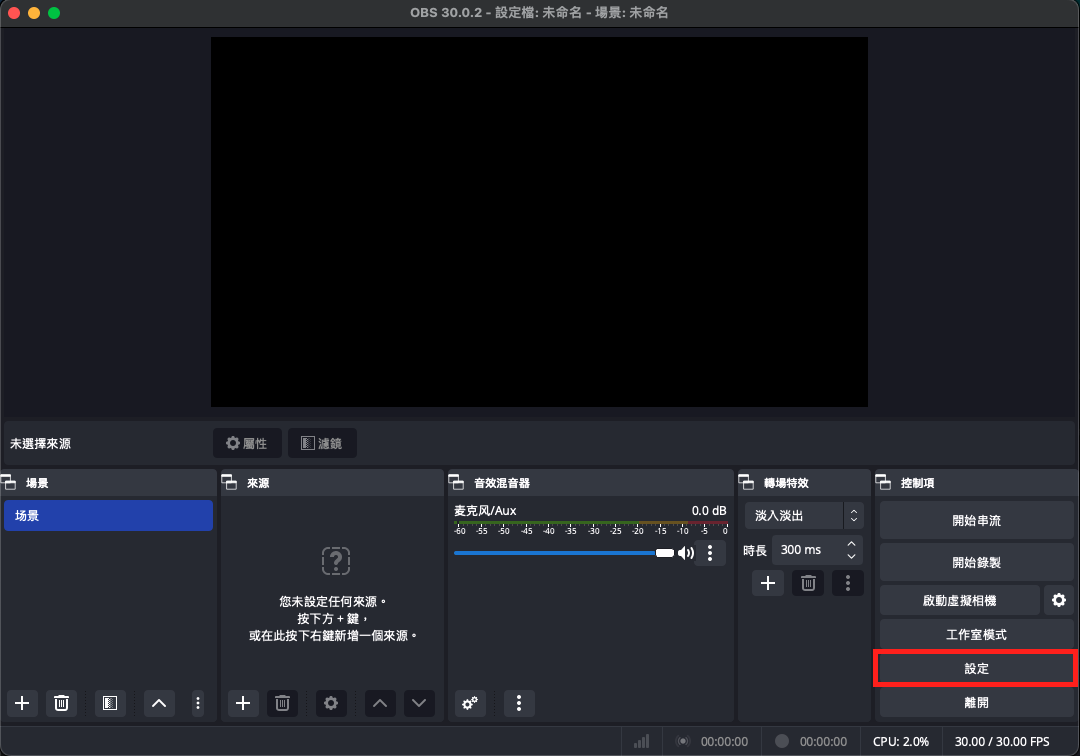 OBS 30.0.2 - 設定檔: 未命名 - 場景: 未命名
未選擇來源
屬性
濾鏡
場景
來源
音效混音器
轉場特效
控制項
场景
您未設定任何來源。
按下方 + 鍵，
或在此按下右鍵新增一個來源。
麦克风/Aux 0.0 dB
-60 -55 -50 -45 -40 -35 -30 -25 -20 -15 -10 -5 0
淡入淡出
時長 300 ms
開始串流
開始錄製
啟動虛擬相機
工作室模式
設定
離開
00:00:00 00:00:00 CPU: 2.0% 30.00 / 30.00 FPS